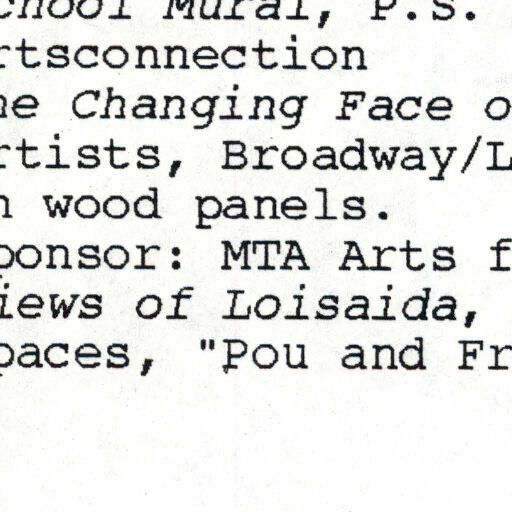 chool Mural, P.S.
rtsconnection
he Changing Face o
rtists, Broadway/L
n wood panels.
ponsor: MTA Arts f
iews of Loisaida,
paces, "Pou and Fr